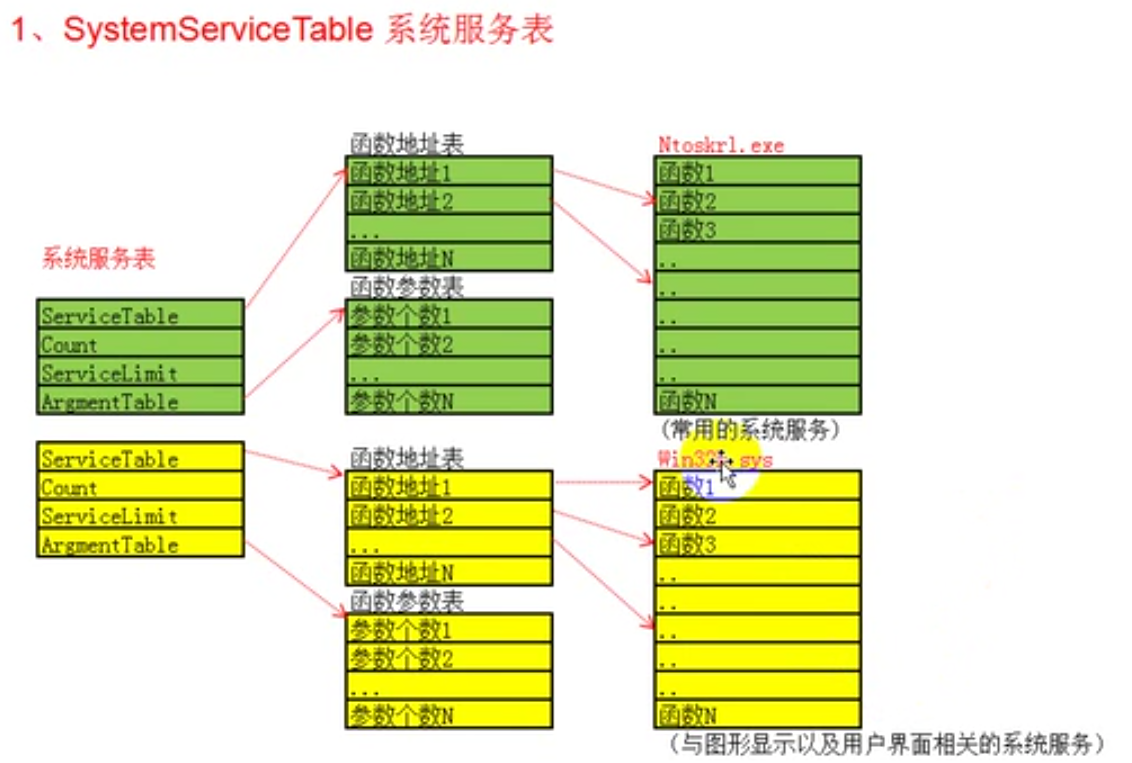 1、SystemServiceTable 系统服务表
系统服务表
ServiceTable
Count
ServiceLimit
ArgmentTable
函数地址表
函数地址1
函数地址2
...
函数地址N
函数参数表
参数个数1
参数个数2
...
参数个数N
Ntoskrl.exe
函数1
函数2
函数3
..
..
..
..
..
函数N
(常用的系统服务)
ServiceTable
Count
ServiceLimit
ArgmentTable
函数地址表
函数地址1
函数地址2
...
函数地址N
函数参数表
参数个数1
参数个数2
...
参数个数N
函数1
函数2
函数3
..
..
..
..
..
函数N
(与图形显示以及用户界面相关的系统服务)